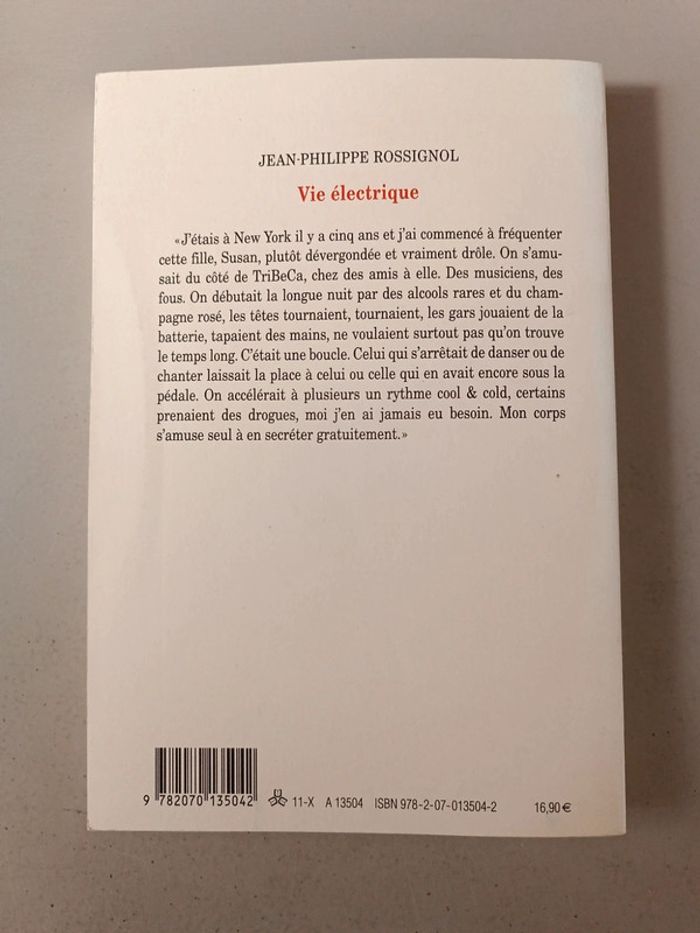 JEAN-PHILIPPE ROSSIGNOL
Vie électrique
«J'étais à New York il y a cinq ans et j'ai commencé à fréquenter
cette fille, Susan, plutôt dévergondée et vraiment drôle. On s'amu-
sait du côté de TriBeCa, chez des amis à elle. Des musiciens, des
fous. On débutait la longue nuit par des alcools rares et du cham-
pagne rosé, les têtes tournaient, tournaient, les gars jouaient de la
batterie, tapaient des mains, ne voulaient surtout pas qu'on trouve
le temps long. C'était une boucle. Celui qui s'arrêtait de danser ou de
chanter laissait la place à celui ou celle qui en avait encore sous la
pédale. On accélérait à plusieurs un rythme cool & cold, certains
prenaient des drogues, moi j'en ai jamais eu besoin. Mon corps
s'amuse seul à en secréter gratuitement.»
9 782070 135042 11-X A 13504 ISBN 978-2-07-013504-2 16,90 €